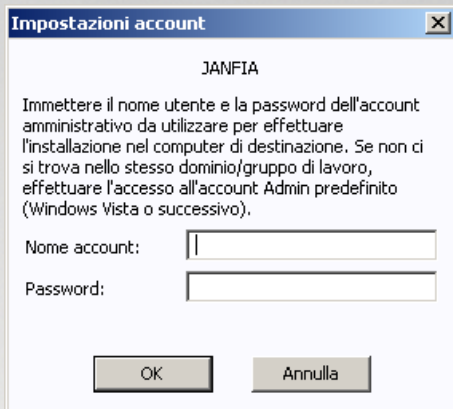 Impostazioni account
JANFIA
Immettere il nome utente e la password dell'account
amministrativo da utilizzare per effettuare
l'installazione nel computer di destinazione. Se non ci
si trova nello stesso dominio/gruppo di lavoro,
effettuare l'accesso all'account Admin predefinito
(Windows Vista o successivo).
Nome account:
Password:
OK
Annulla